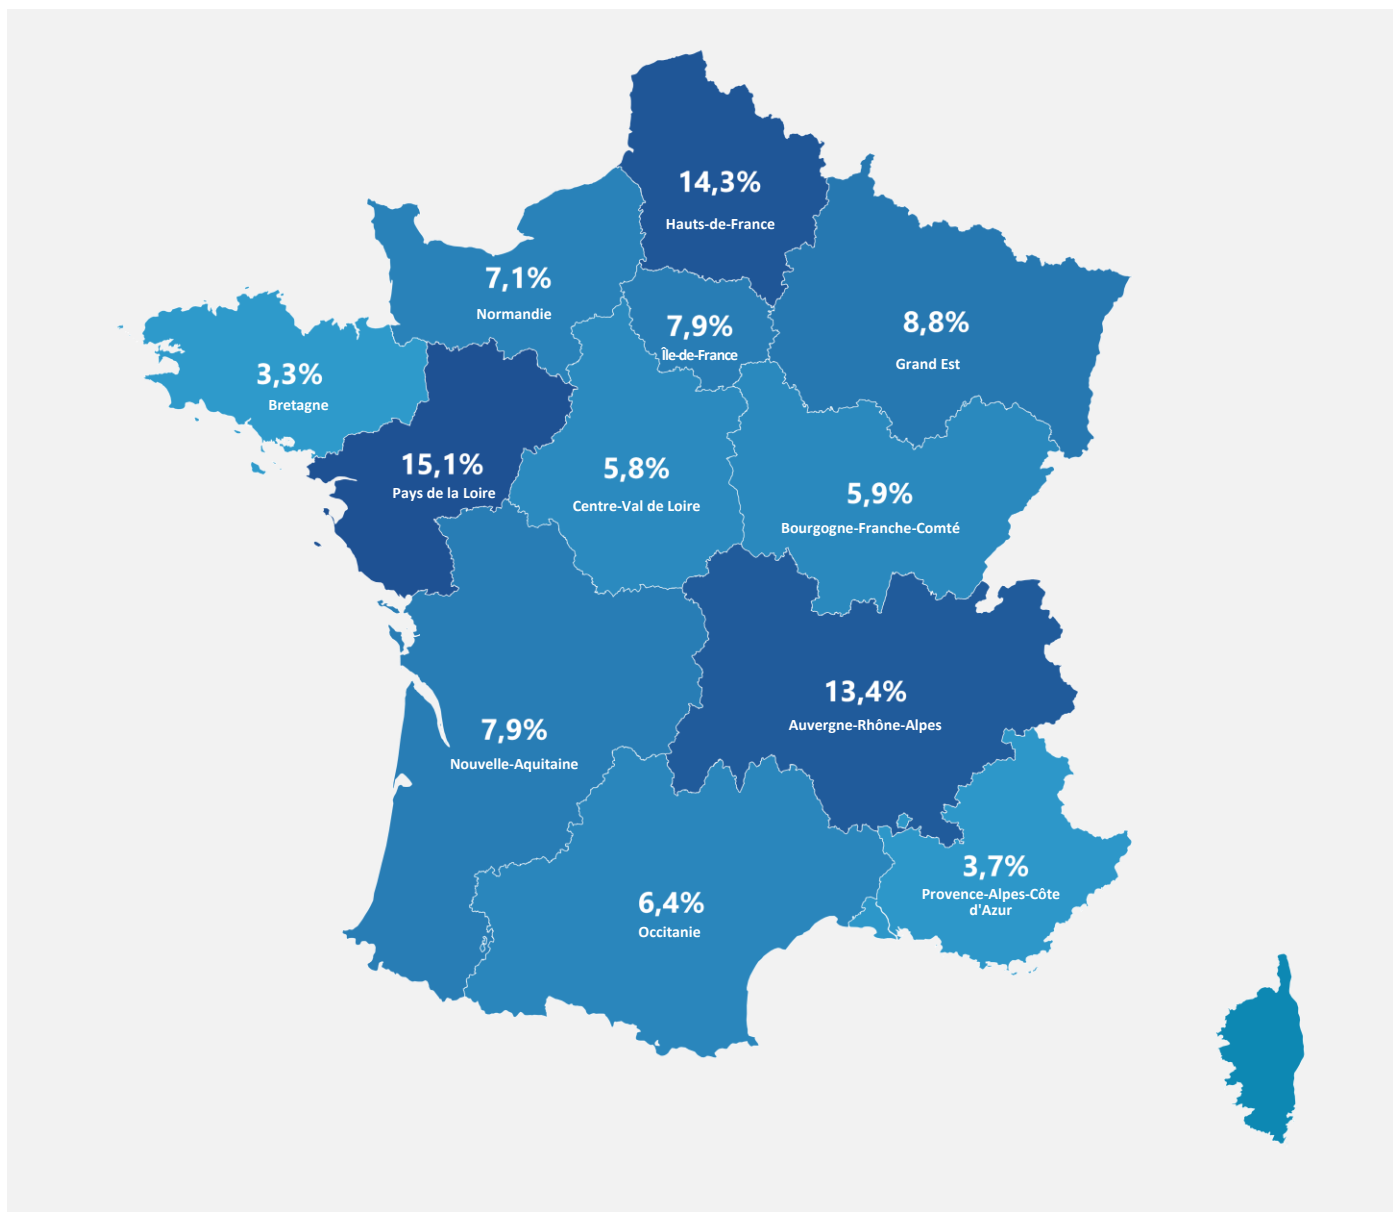 14,3%
Hauts-de-France
7,1%
Normandie
7,9%
Île-de-France
8,8%
Grand Est
3,3%
Bretagne
15,1%
Pays de la Loire
5,8%
Centre-Val de Loire
5,9%
Bourgogne-Franche-Comté
13,4%
Auvergne-Rhône-Alpes
7,9%
Nouvelle-Aquitaine
3,7%
Provence-Alpes-Côte
d'Azur
6,4%
Occitanie